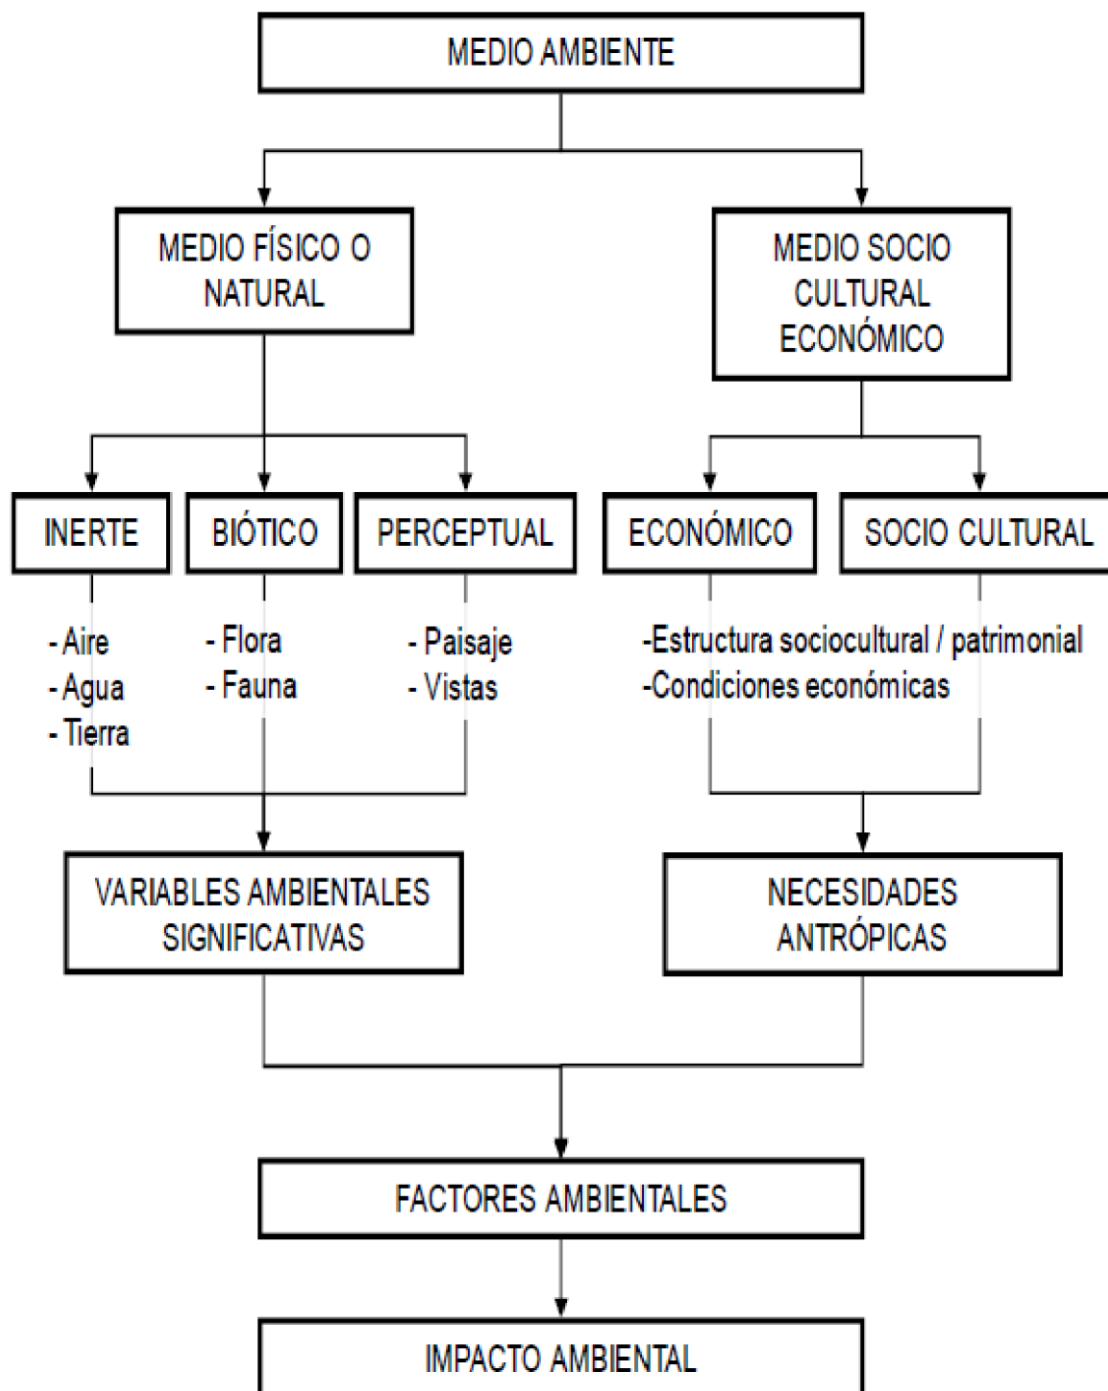 MEDIO AMBIENTE
MEDIO FÍSICO O
NATURAL
MEDIO SOCIO
CULTURAL
ECONÓMICO
INERTE
BIÓTICO
PERCEPTUAL
ECONÓMICO
SOCIO CULTURAL
- Aire
- Agua
- Tierra
- Flora
- Fauna
- Paisaje
- Vistas
-Estructura sociocultural / patrimonial
-Condiciones económicas
VARIABLES AMBIENTALES
SIGNIFICATIVAS
NECESIDADES
ANTRÓPICAS
FACTORES AMBIENTALES
IMPACTO AMBIENTAL